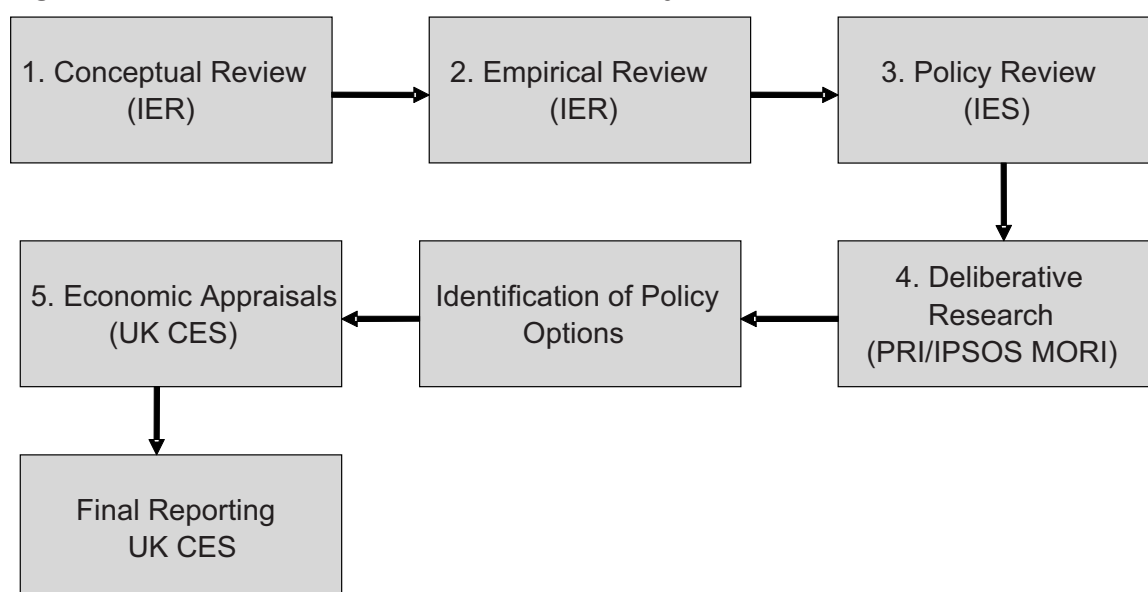 1. Conceptual Review
(IER)
2. Empirical Review
(IER)
3. Policy Review
(IES)
4. Deliberative
Research
(PRI/IPSOS MORI)
Identification of Policy
Options
5. Economic Appraisals
(UK CES)
Final Reporting
UK CES